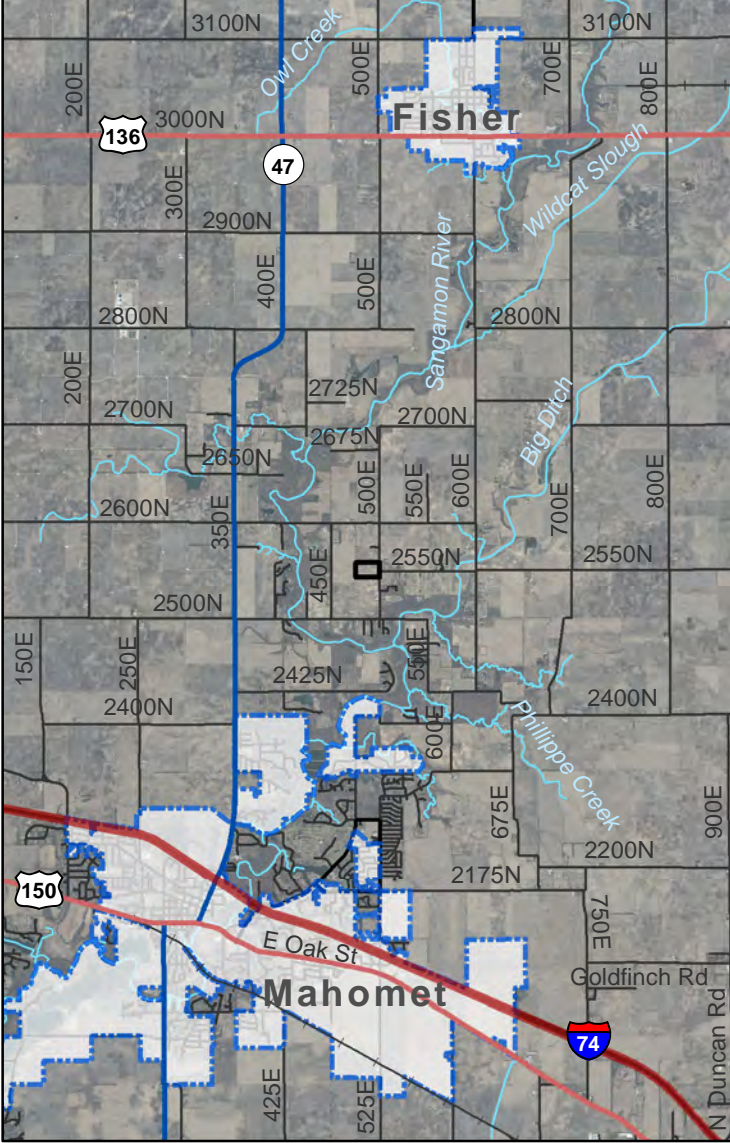 3100N
3100N
Owl Creek
200E
500E
700E
800E
Fisher
3000N
136
47
300E
Wildcat Slough
2900N
Sangamon River
400E
500E
2800N
2800N
200E
2725N
Big Ditch
2700N
2700N
2675N
2650N
500E
550E
600E
700E
800E
2600N
350E
450E
2550N
2550N
2500N
150E
250E
550E
2425N
2400N
2400N
600E
Phillippe Creek
675E
900E
2200N
2175N
150
750E
E Oak St
Goldfinch Rd
Mahomet
74
N Duncan Rd
425E
525E